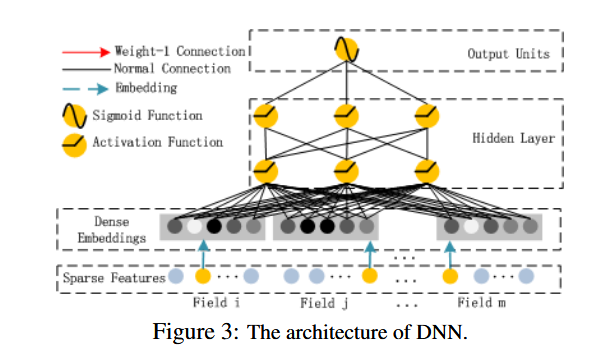 Weight-1 Connection
Normal Connection
Embedding
Sigmoid Function
Activation Function
Output Units
Hidden Layer
Dense
Embeddings
...
Sparse Features ... ... ...
...
Field i Field j ... Field m
Figure 3: The architecture of DNN.